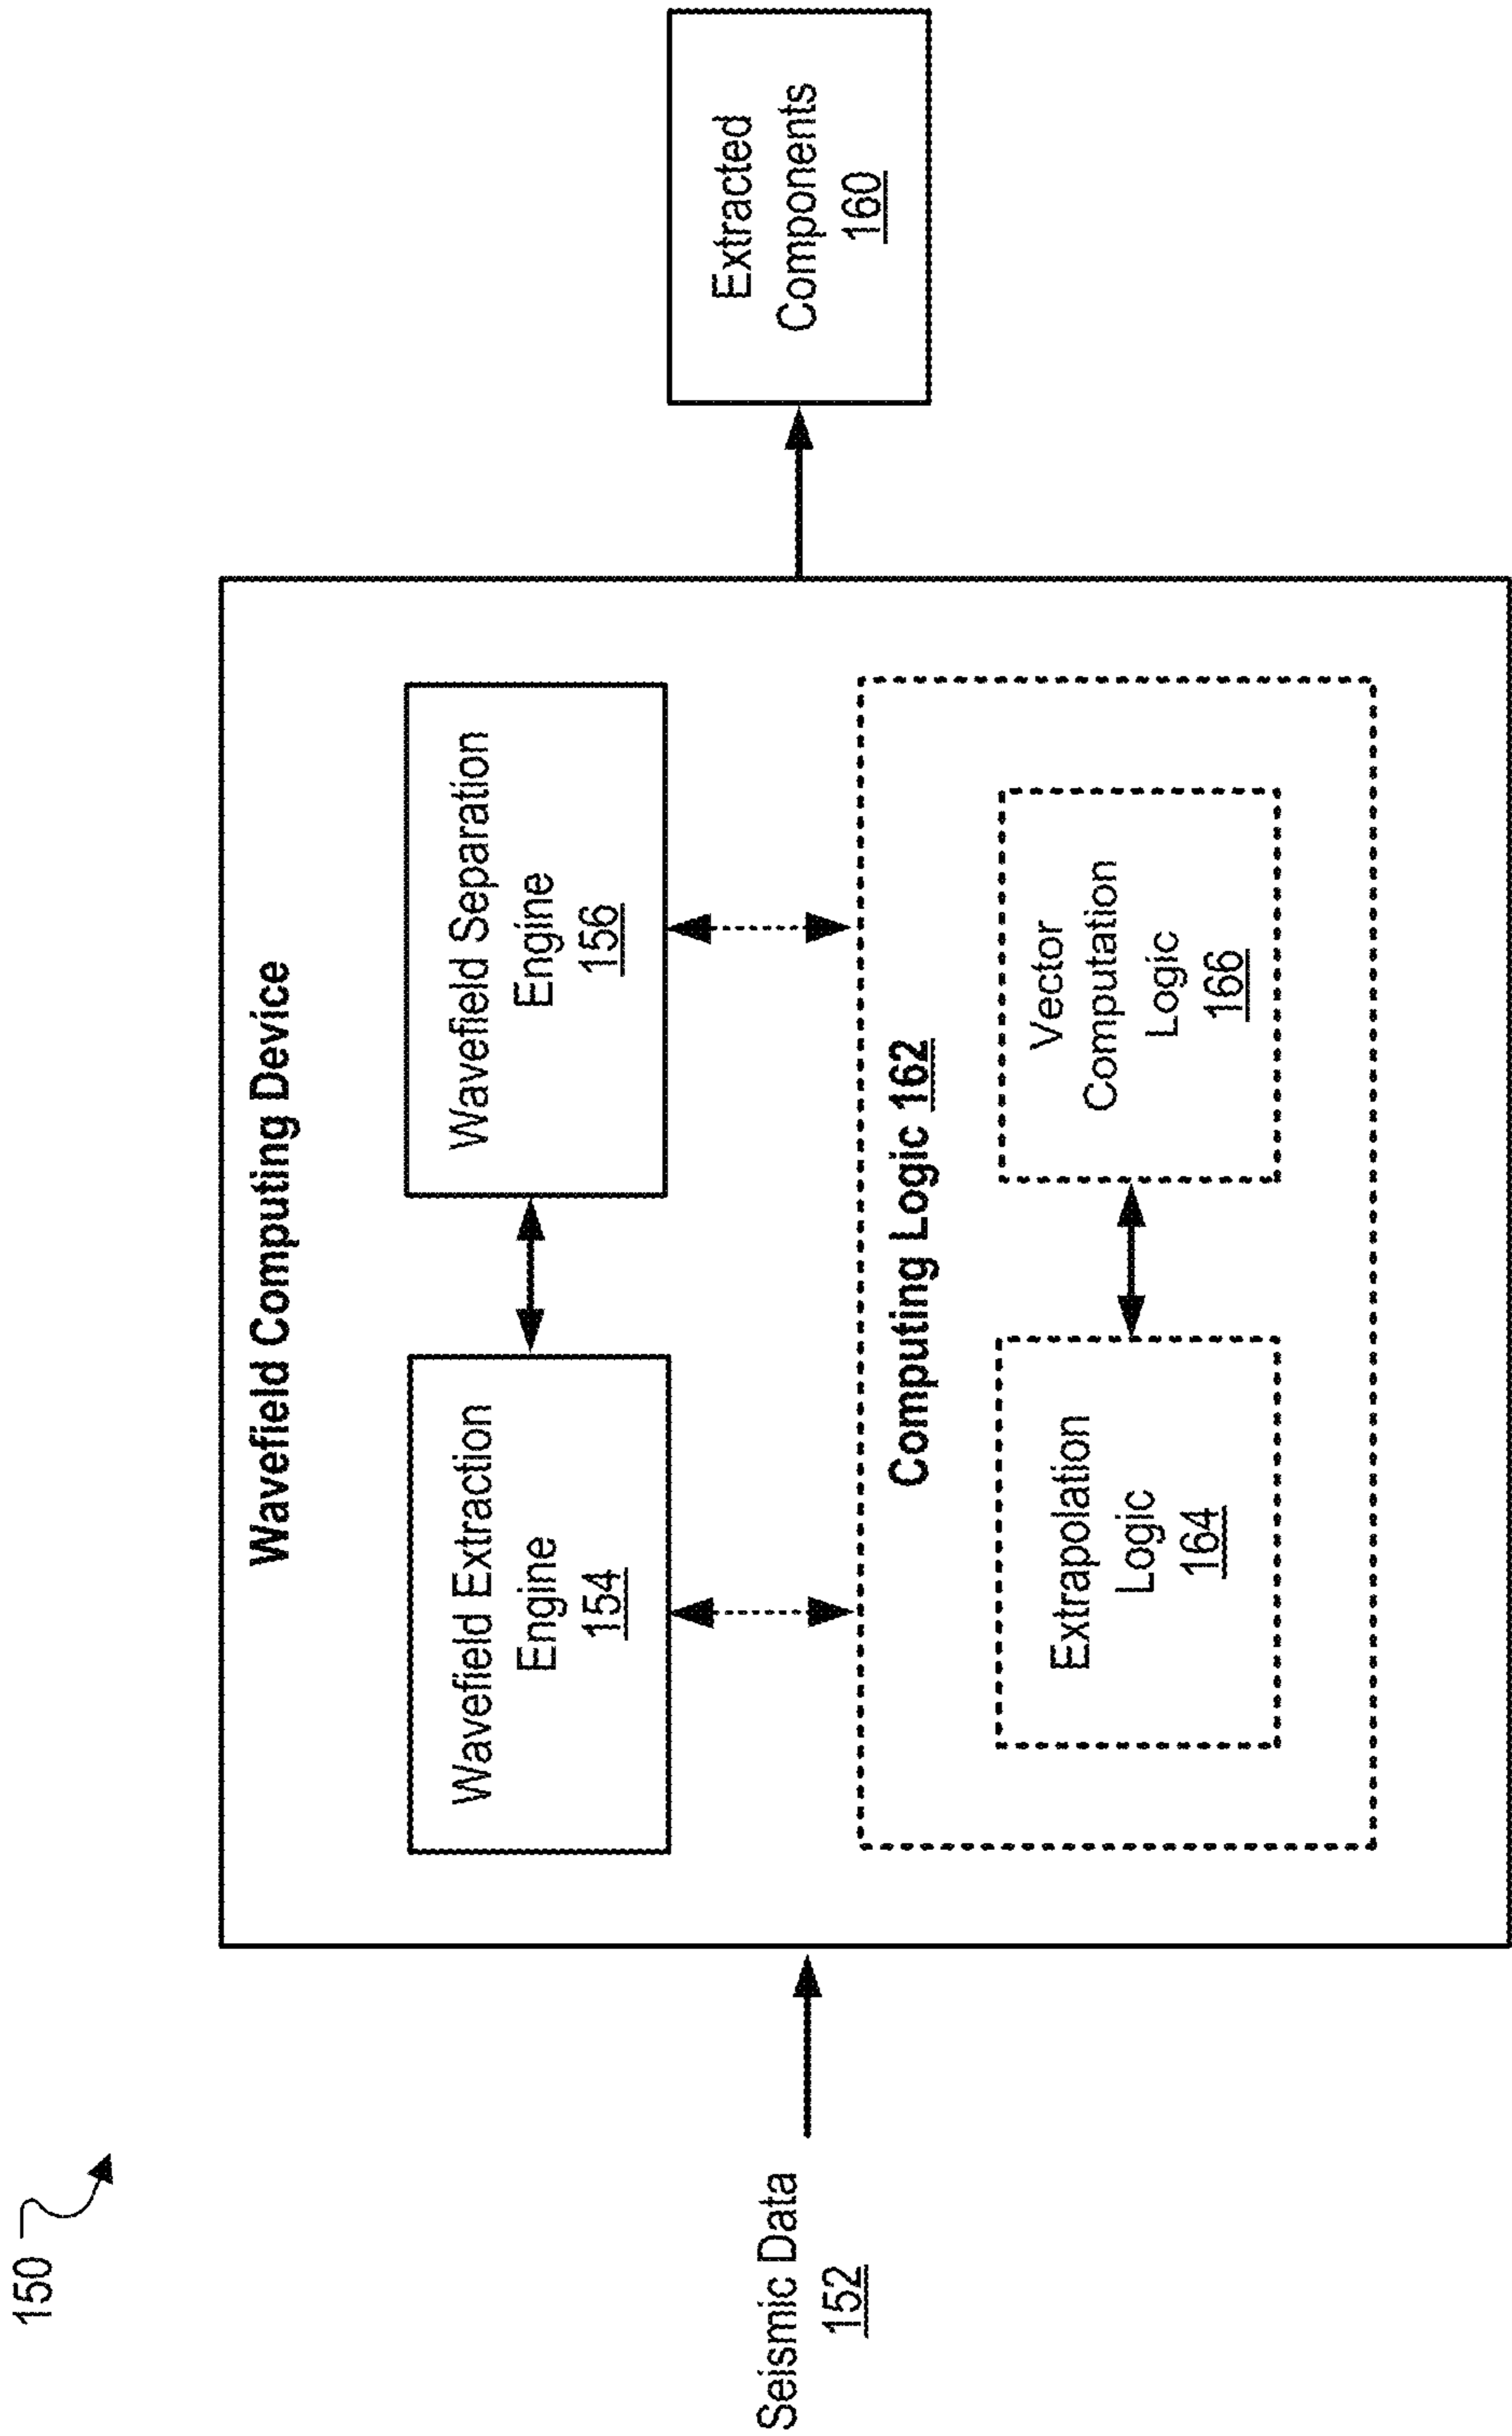 150
Seismic Data
152
Wavefield Computing Device
Wavefield Extraction
Engine
154
Wavefield Separation
Engine
156
Computing Logic 162
Extrapolation
Logic
164
Vector
Computation
Logic
166
Extracted
Components
160